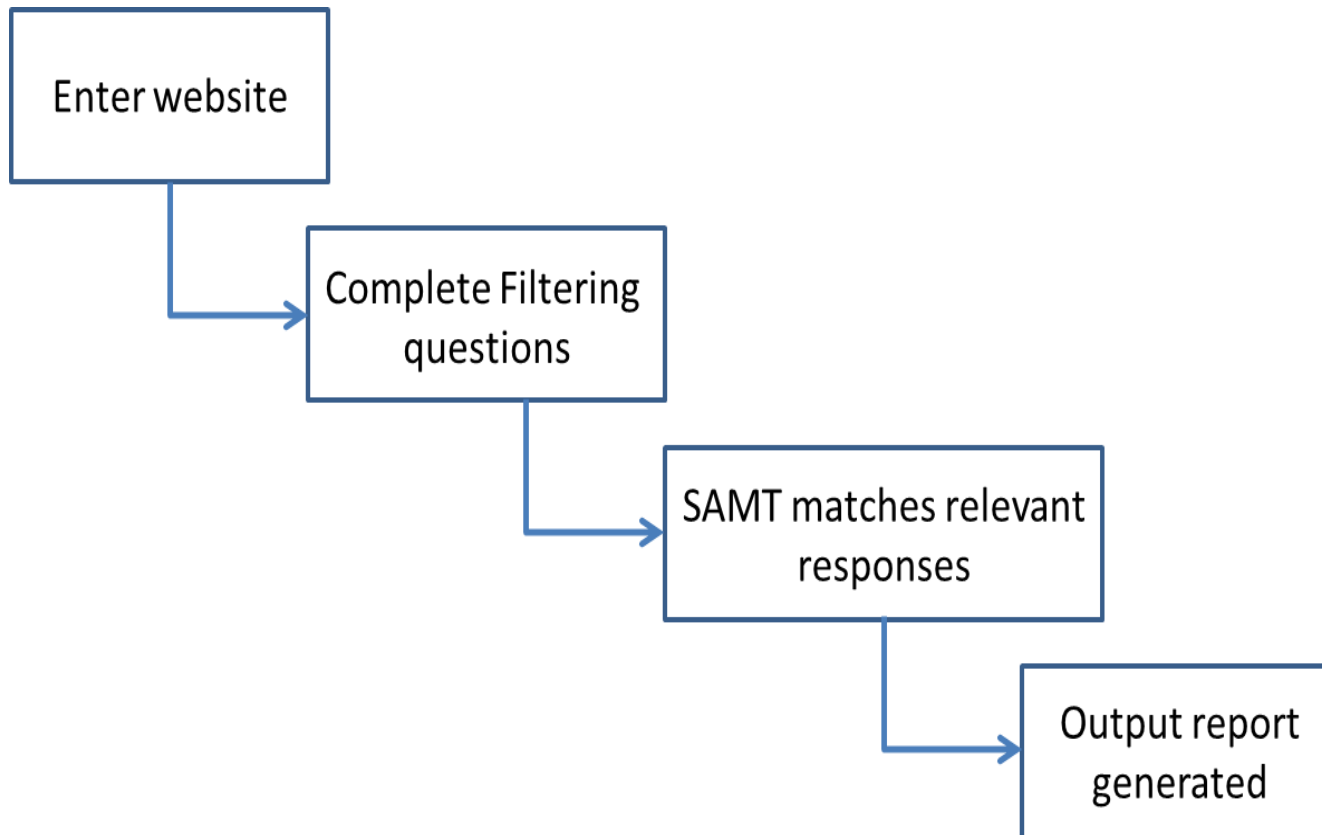 Enter website
Complete Filtering
questions
SAMT matches relevant
responses
Output report
generated